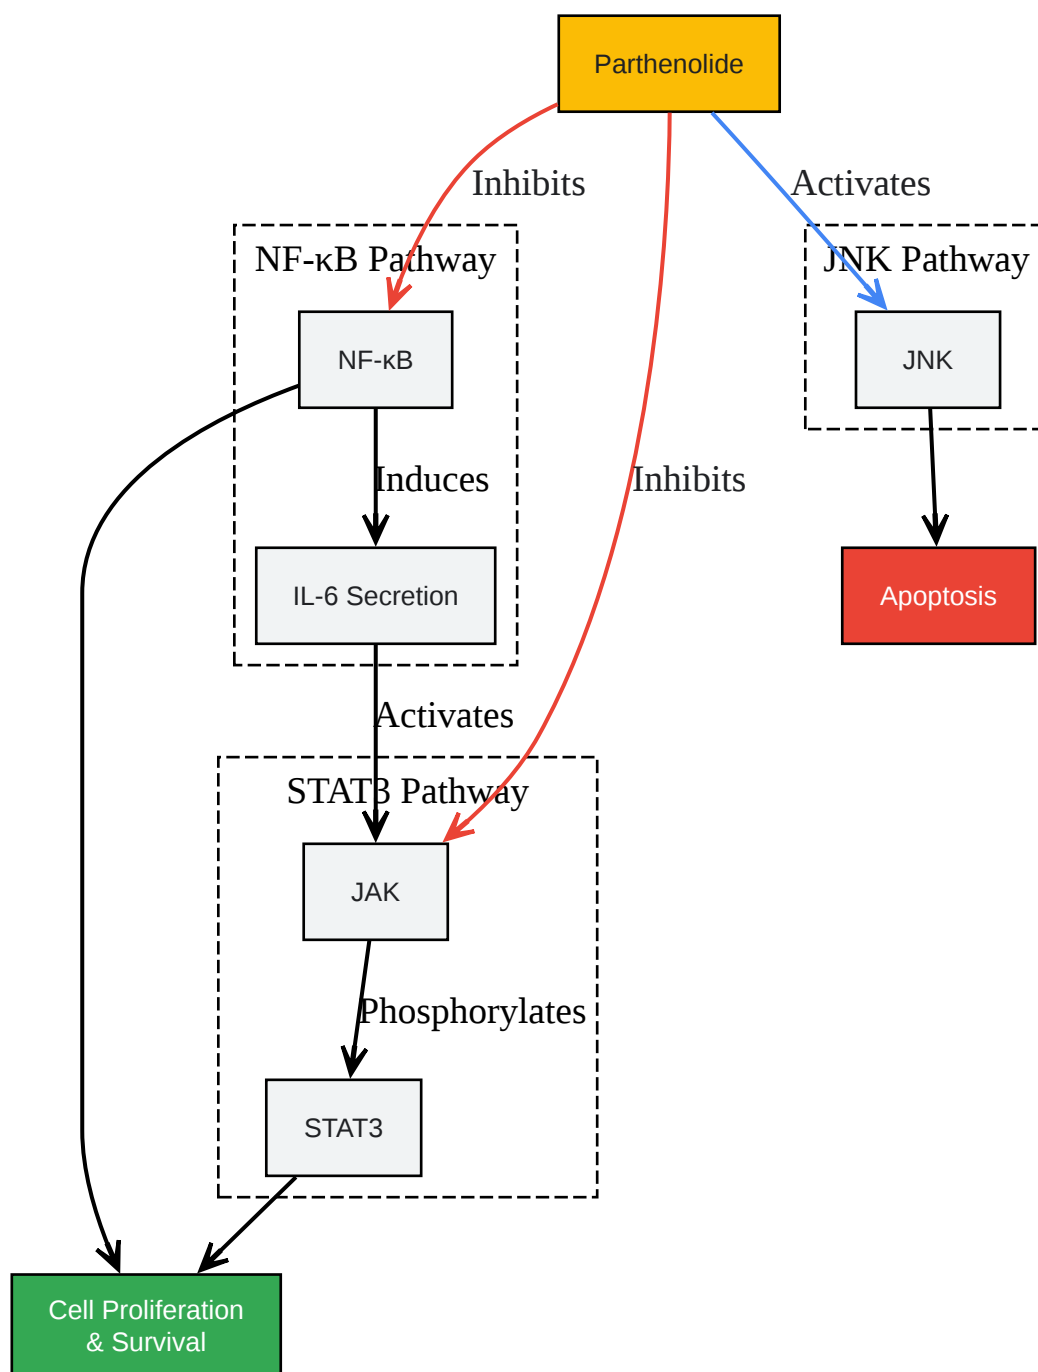 Parthenolide
Inhibits
Activates
NF-κB Pathway
JNK Pathway
NF-κB
JNK
Induces
Inhibits
IL-6 Secretion
Apoptosis
Activates
STAT3 Pathway
JAK
Phosphorylates
STAT3
Cell Proliferation
& Survival